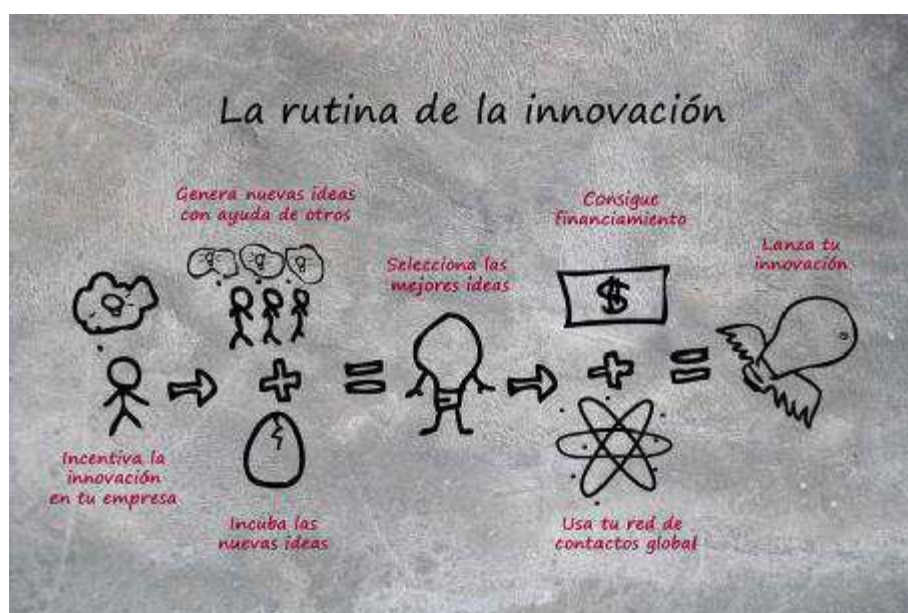 La rutina de la innovación
Genera nuevas ideas
con ayuda de otros
Consigue
financiamiento
Lanza tu
innovación
Selecciona las
mejores ideas
$
Incentiva la
innovación
en tu empresa
Incuba las
nuevas ideas
Usa tu red de
contactos global